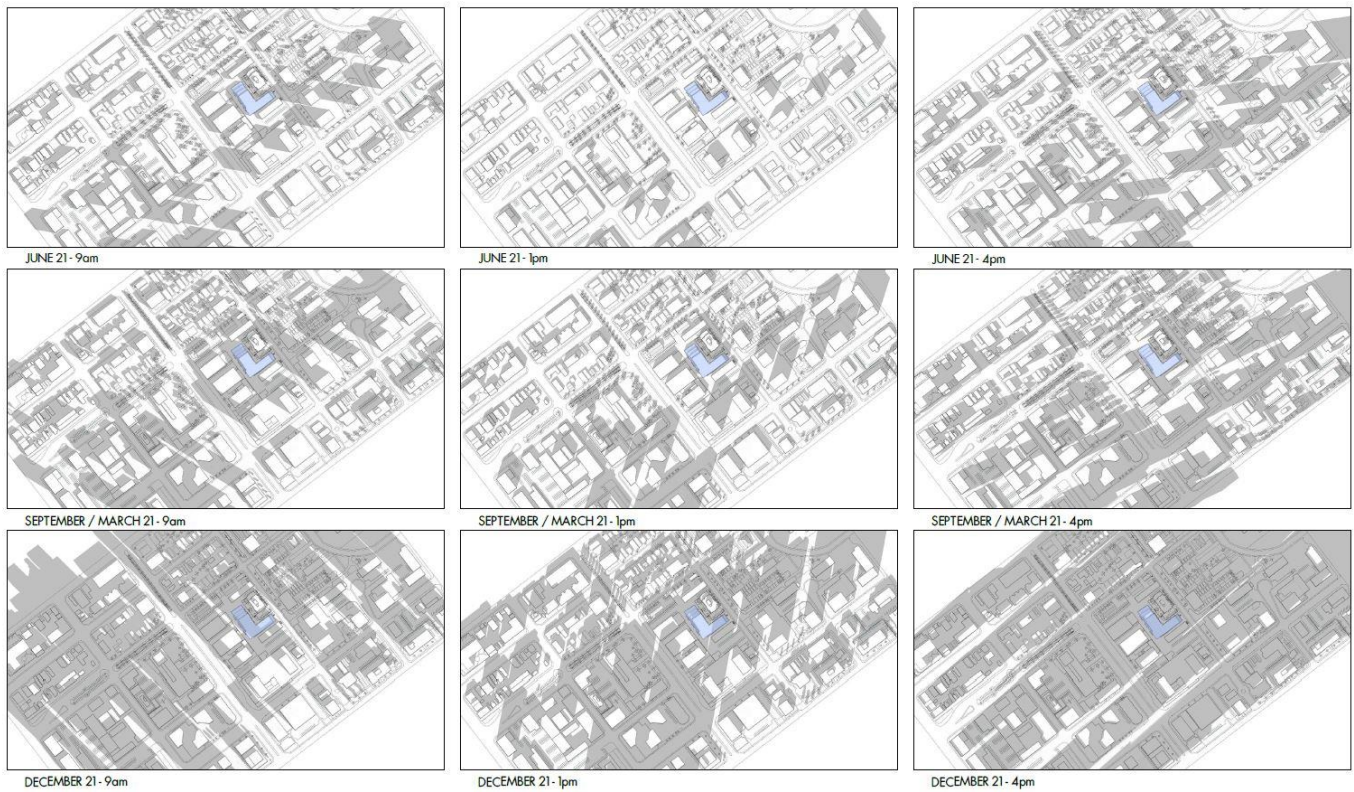 JUNE 21 - 9am
JUNE 21 - 1pm
JUNE 21 - 4pm
SEPTEMBER / MARCH 21 - 9am
SEPTEMBER / MARCH 21 - 1pm
SEPTEMBER / MARCH 21 - 4pm
DECEMBER 21 - 9am
DECEMBER 21 - 1pm
DECEMBER 21 - 4pm